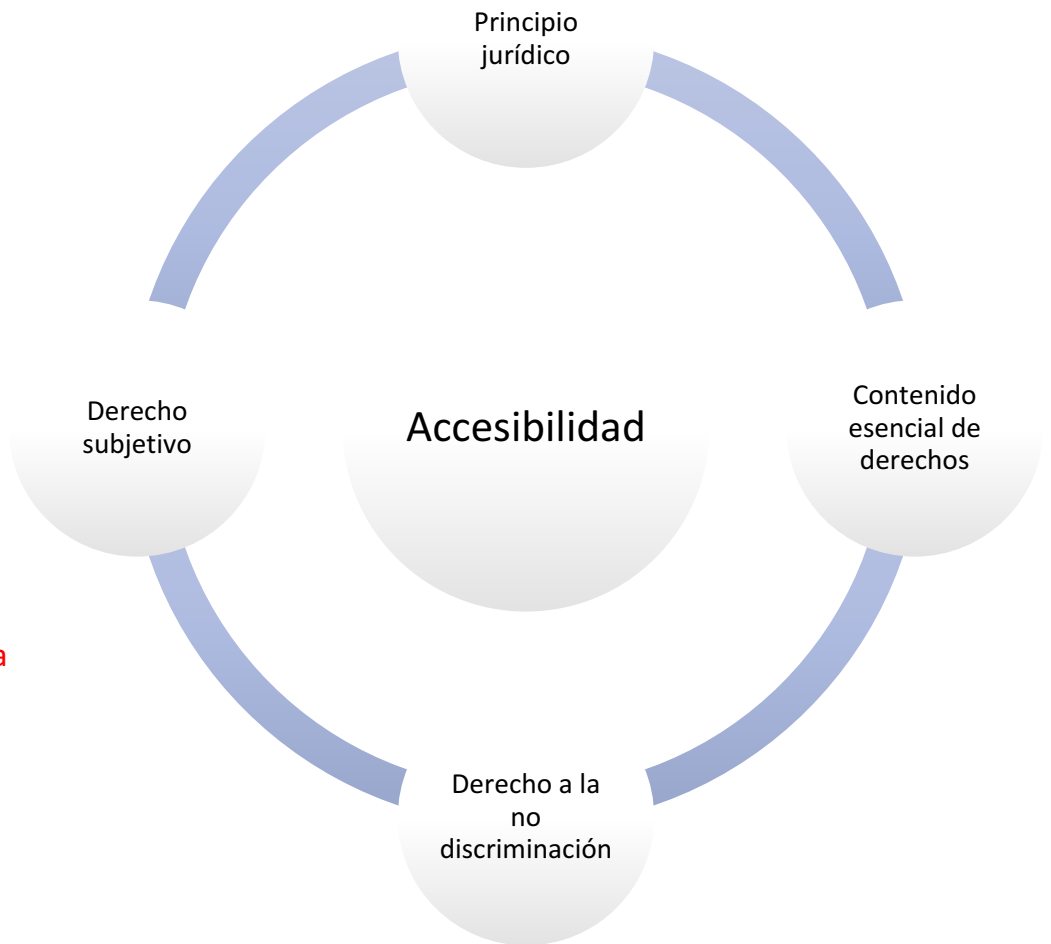 Principio
jurídico
Derecho
subjetivo
Accesibilidad
Contenido
esencial de
derechos
a
Derecho a la
no
discriminación